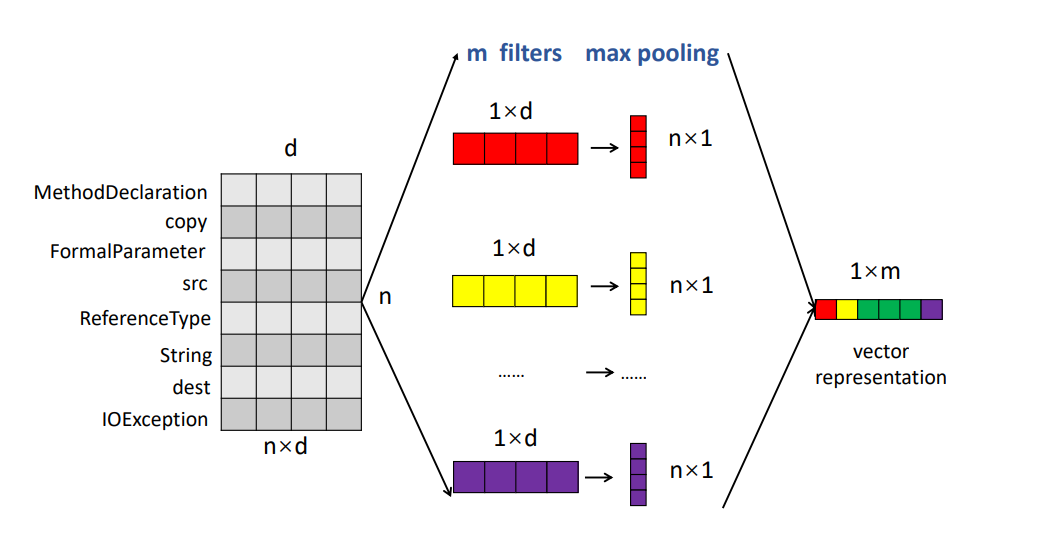 m filters max pooling
1×d
n×1
d
MethodDeclaration
copy
FormalParameter
src
ReferenceType
String
dest
IOException
n×d
n
1×d
n×1
......
......
1×d
n×1
1×m
vector
representation